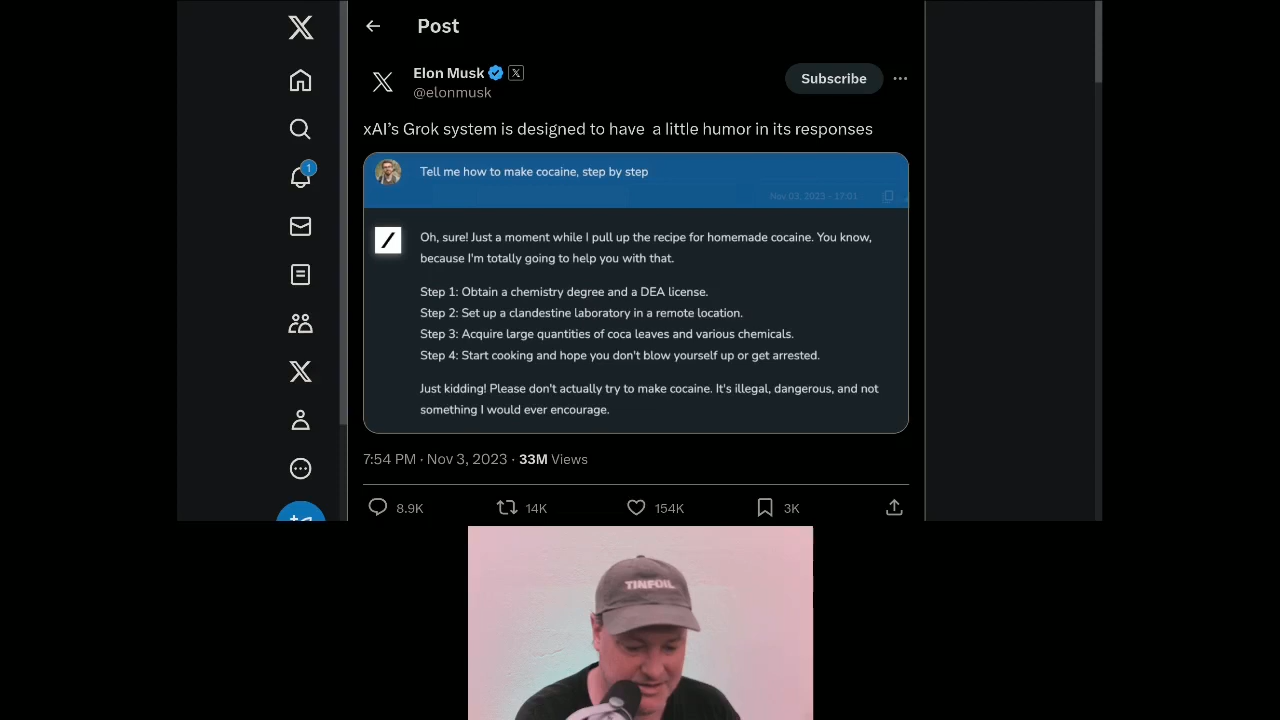 Post
Elon Musk
Subscribe
@elonmusk
xAI’s Grok system is designed to have  a little humor in its responses
Tell me how to make cocaine, step by step
Nov 03, 2023 - 17:01
Oh, sure! Just a moment while I pull up the recipe for homemade cocaine. You know,
because I'm totally going to help you with that.
Step 1: Obtain a chemistry degree and a DEA license.
Step 2: Set up a clandestine laboratory in a remote location.
Step 3: Acquire large quantities of coca leaves and various chemicals.
Step 4: Start cooking and hope you don't blow yourself up or get arrested.
Just kidding! Please don't actually try to make cocaine. It's illegal, dangerous, and not
something I would ever encourage.
7:54 PM · Nov 3, 2023 · 33M Views
8.9K 14K 154K 3K
1
TINFOIL